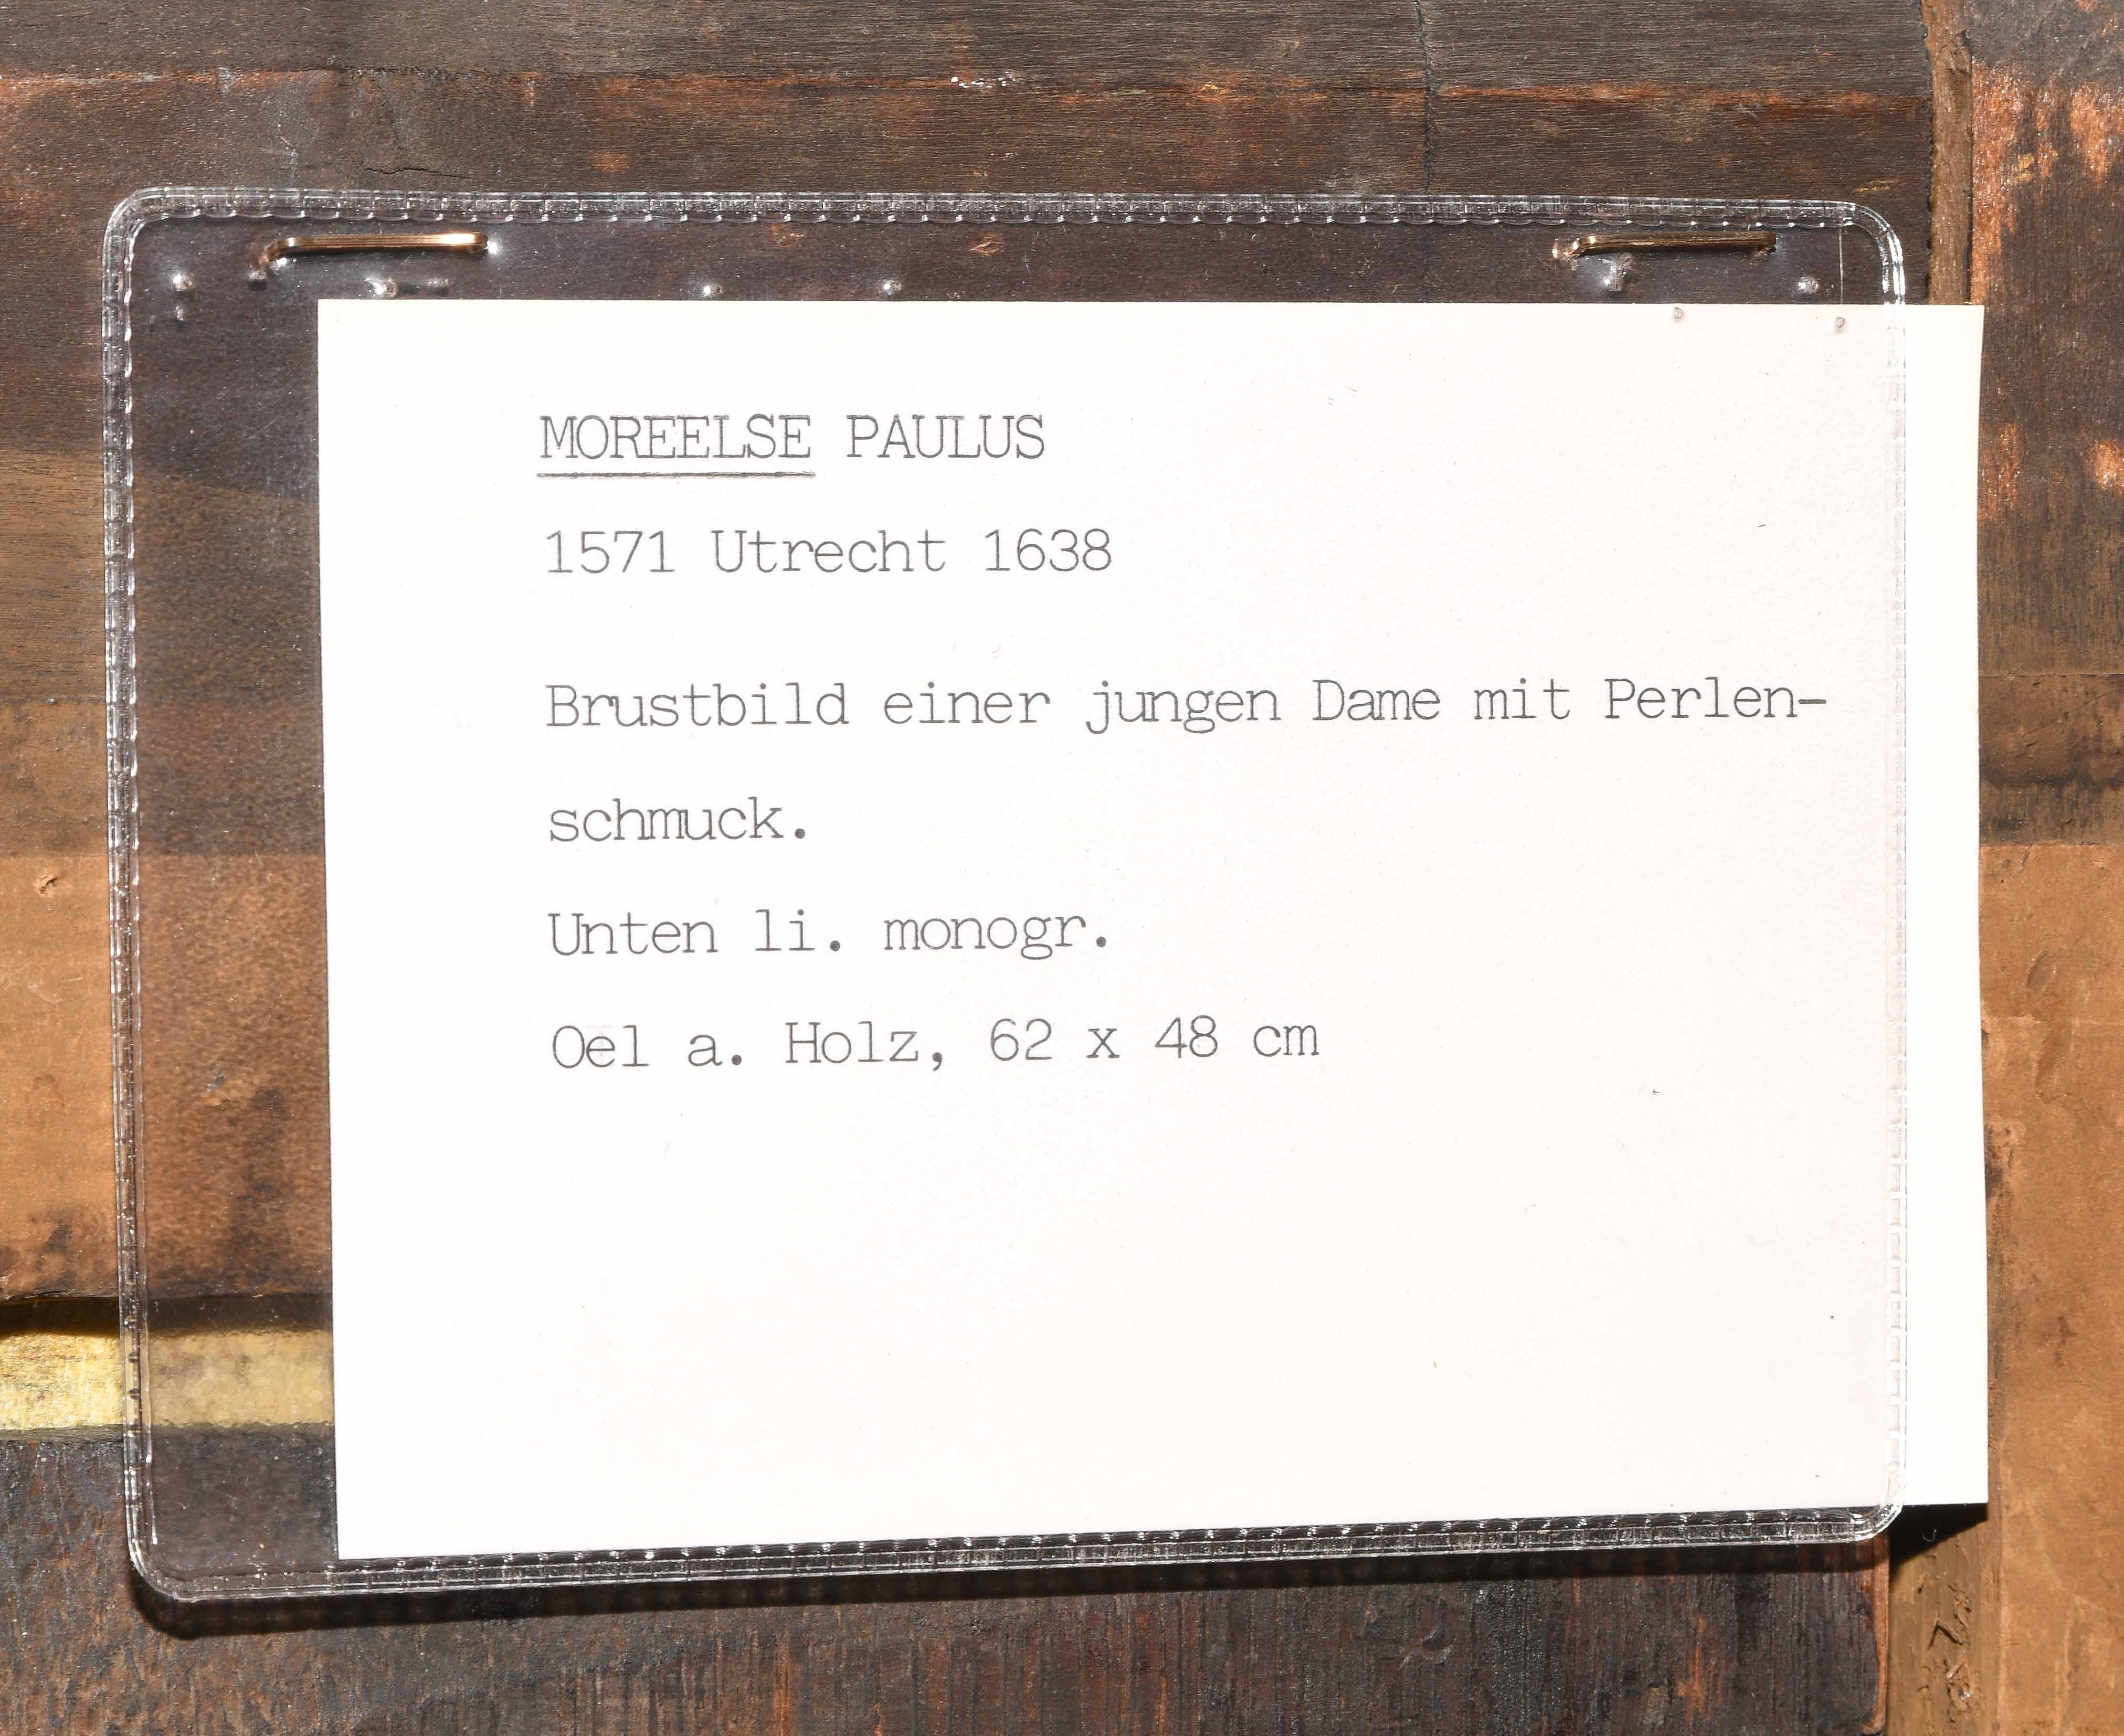 MOREELSE PAULUS
1571 Utrecht 1638
Brustbild einer jungen Dame mit Perlen-
schmuck.
Unten li. monogr.
Oel a. Holz, 62 x 48 cm